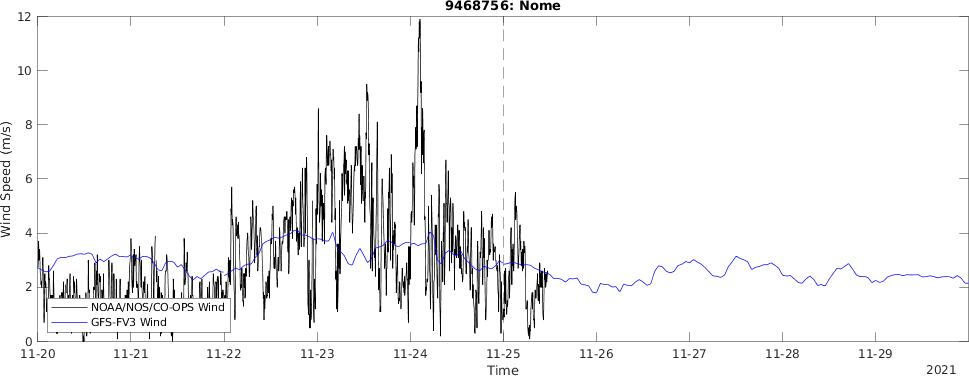 9468756: Nome
12
10
8
6
4
2
0
Wind Speed (m/s)
NOAA/NOS/CO-OPS Wind
GFS-FV3 Wind
11-20 11-21 11-22 11-23 11-24 11-25 11-26 11-27 11-28 11-29
Time
2021